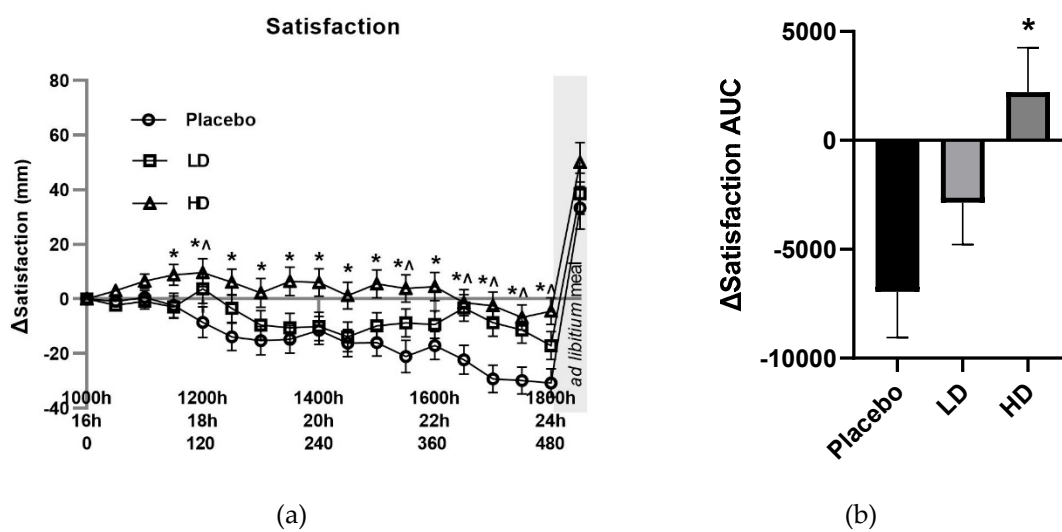 Satisfaction
ΔSatisfaction (mm)
80
60
40
20
0
-20
-40
Placebo
LD
HD
* *^ * * * * * * *^ * *^ *^ *^ *^
ad libitium meal
1000h 1200h 1400h 1600h 1800h
16h 18h 20h 22h 24h
0 120 240 360 480
(a)
ΔSatisfaction AUC
5000
0
-5000
-10000
*
Placebo LD HD
(b)